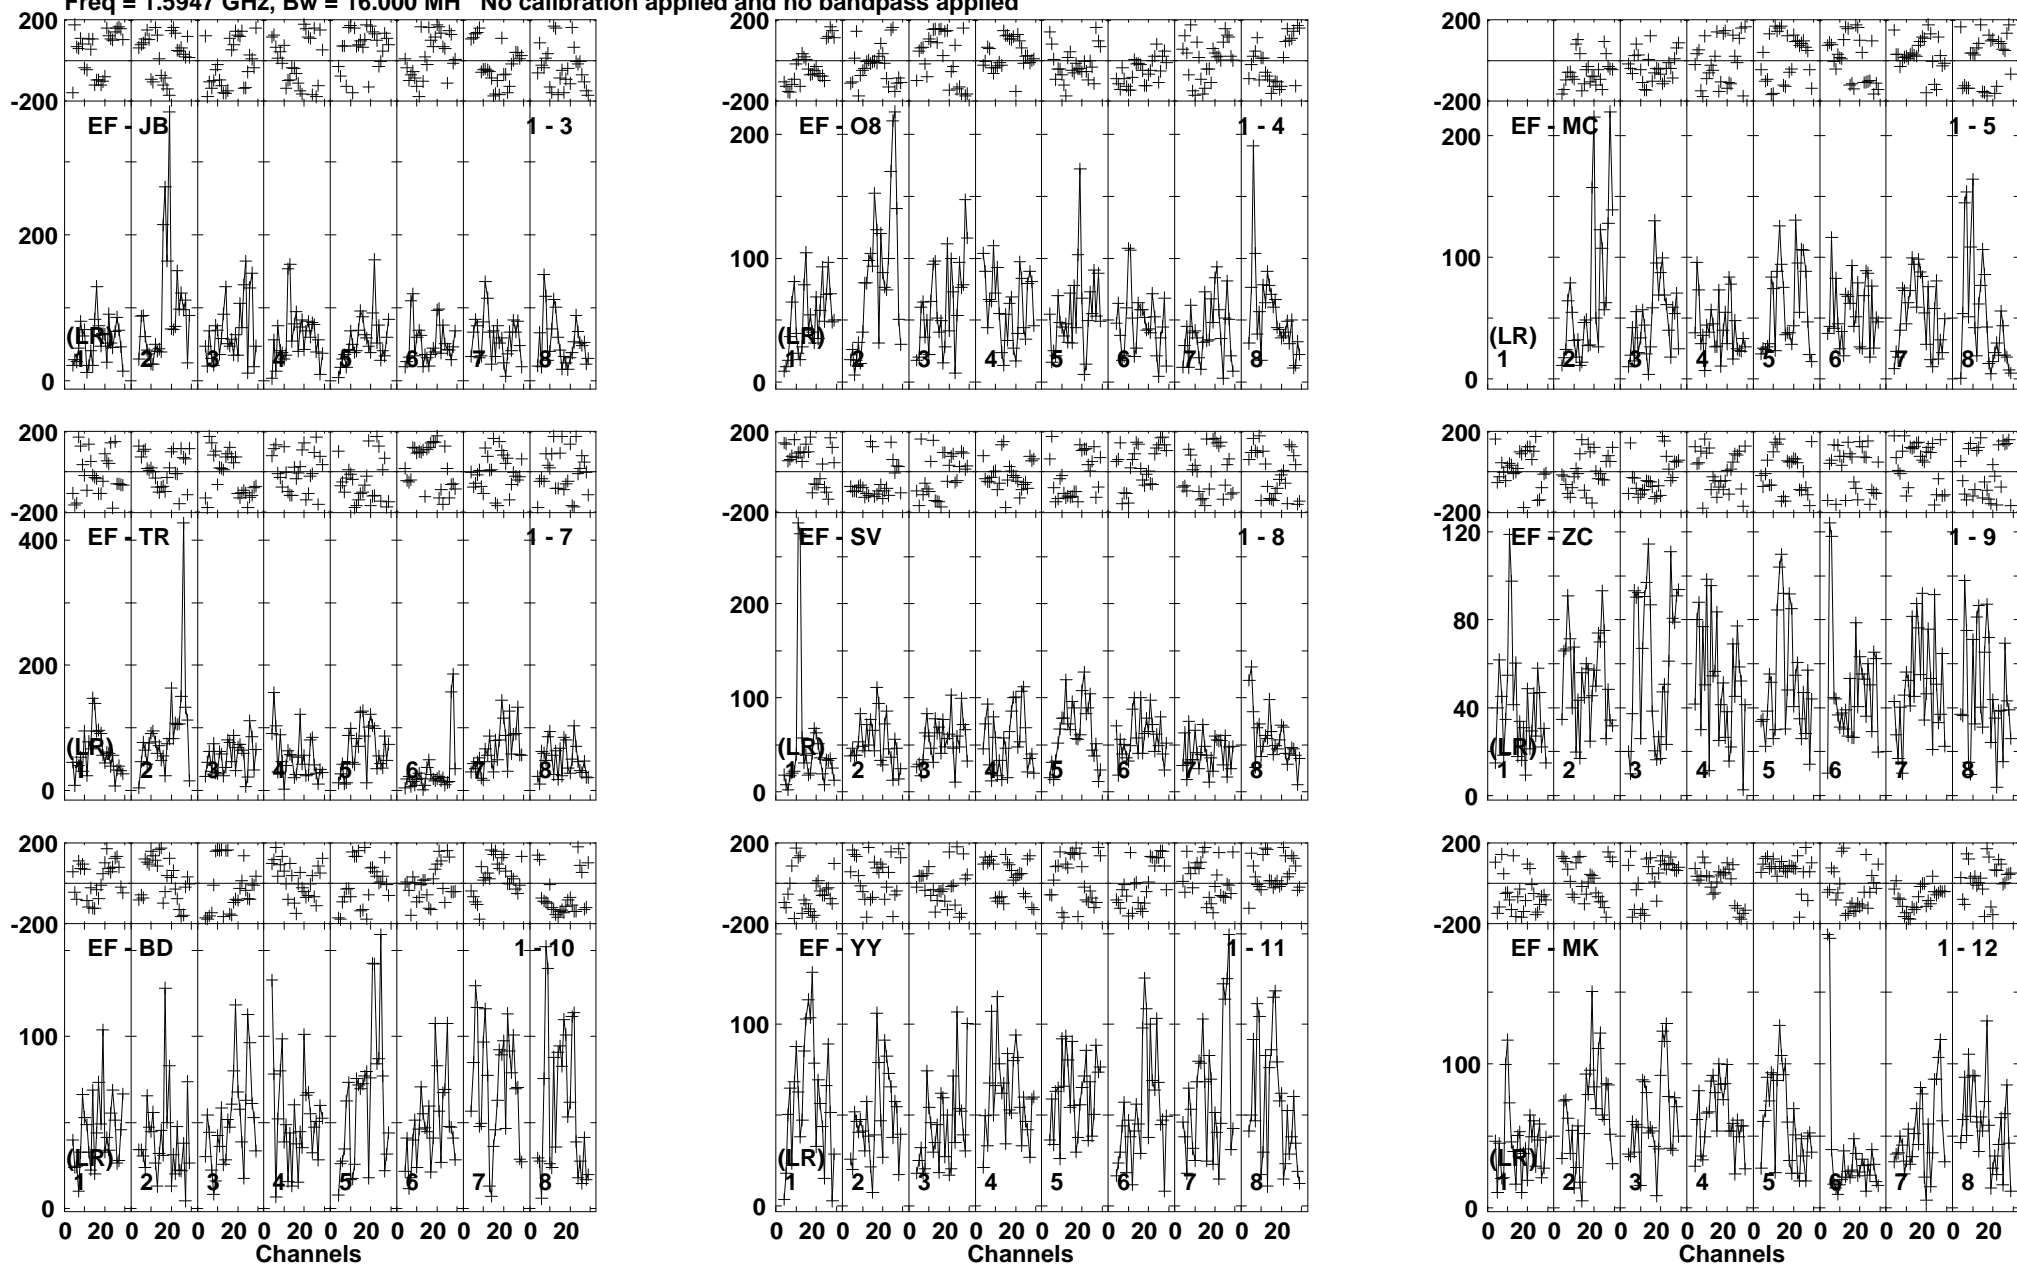 Freq = 1.5947 GHz, Bw = 16.000 MH No calibration applied and no bandpass applied
200 200 200
-200 -200 -200
EF - JB 1 - 3 EF - O8 1 - 4 EF - MC 1 - 5
200 200
200 100 100
(LR) (LR) (LR)
1 2 3 4 5 6 7 8 1 2 3 4 5 6 7 8 1 2 3 4 5 6 7 8
0 0 0
200 200 200
-200 -200 -200
EF - TR 1 - 7 EF - SV 1 - 8 EF - ZC 1 - 9
400 120
200 200 80
100 40
(LR) (LR) (LR)
1 2 3 4 5 6 7 8 1 2 3 4 5 6 7 8 1 2 3 4 5 6 7 8
0 0 0
200 200 200
-200 -200 -200
EF - BD 1 - 10 EF - YY 1 - 11 EF - MK 1 - 12
100 100 100
(LR) (LR) (LR)
1 2 3 4 5 6 7 8 1 2 3 4 5 6 7 8 1 2 3 4 5 6 7 8
0 0 0
0 20 0 20 0 20 0 20 0 20 0 20 0 20 0 20 0 20 0 20 0 20 0 20 0 20 0 20 0 20 0 20 0 20 0 20 0 20 0 20 0 20 0 20 0 20 0 20
Channels Channels Channels